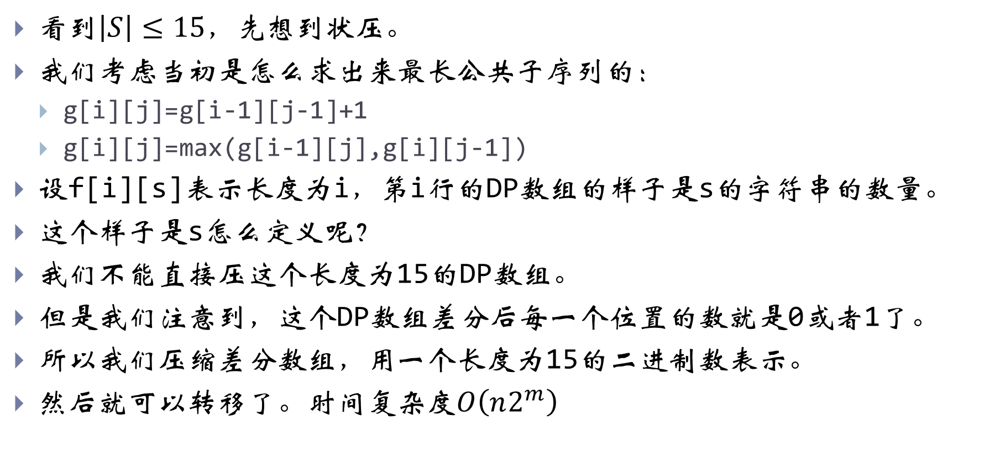 看到|S| ≤ 15，先想到状压。
我们考虑当初是怎么求出来最长公共子序列的：
g[i][j]=g[i-1][j-1]+1
g[i][j]=max(g[i-1][j],g[i][j-1])
设f[i][s]表示长度为i，第i行的DP数组的样子是s的字符串的数量。
这个样子是s怎么定义呢？
我们不能直接压这个长度为15的DP数组。
但是我们注意到，这个DP数组差分后每一个位置的数就是0或者1了。
所以我们压缩差分数组，用一个长度为15的二进制数表示。
然后就可以转移了。时间复杂度O(n2^m)